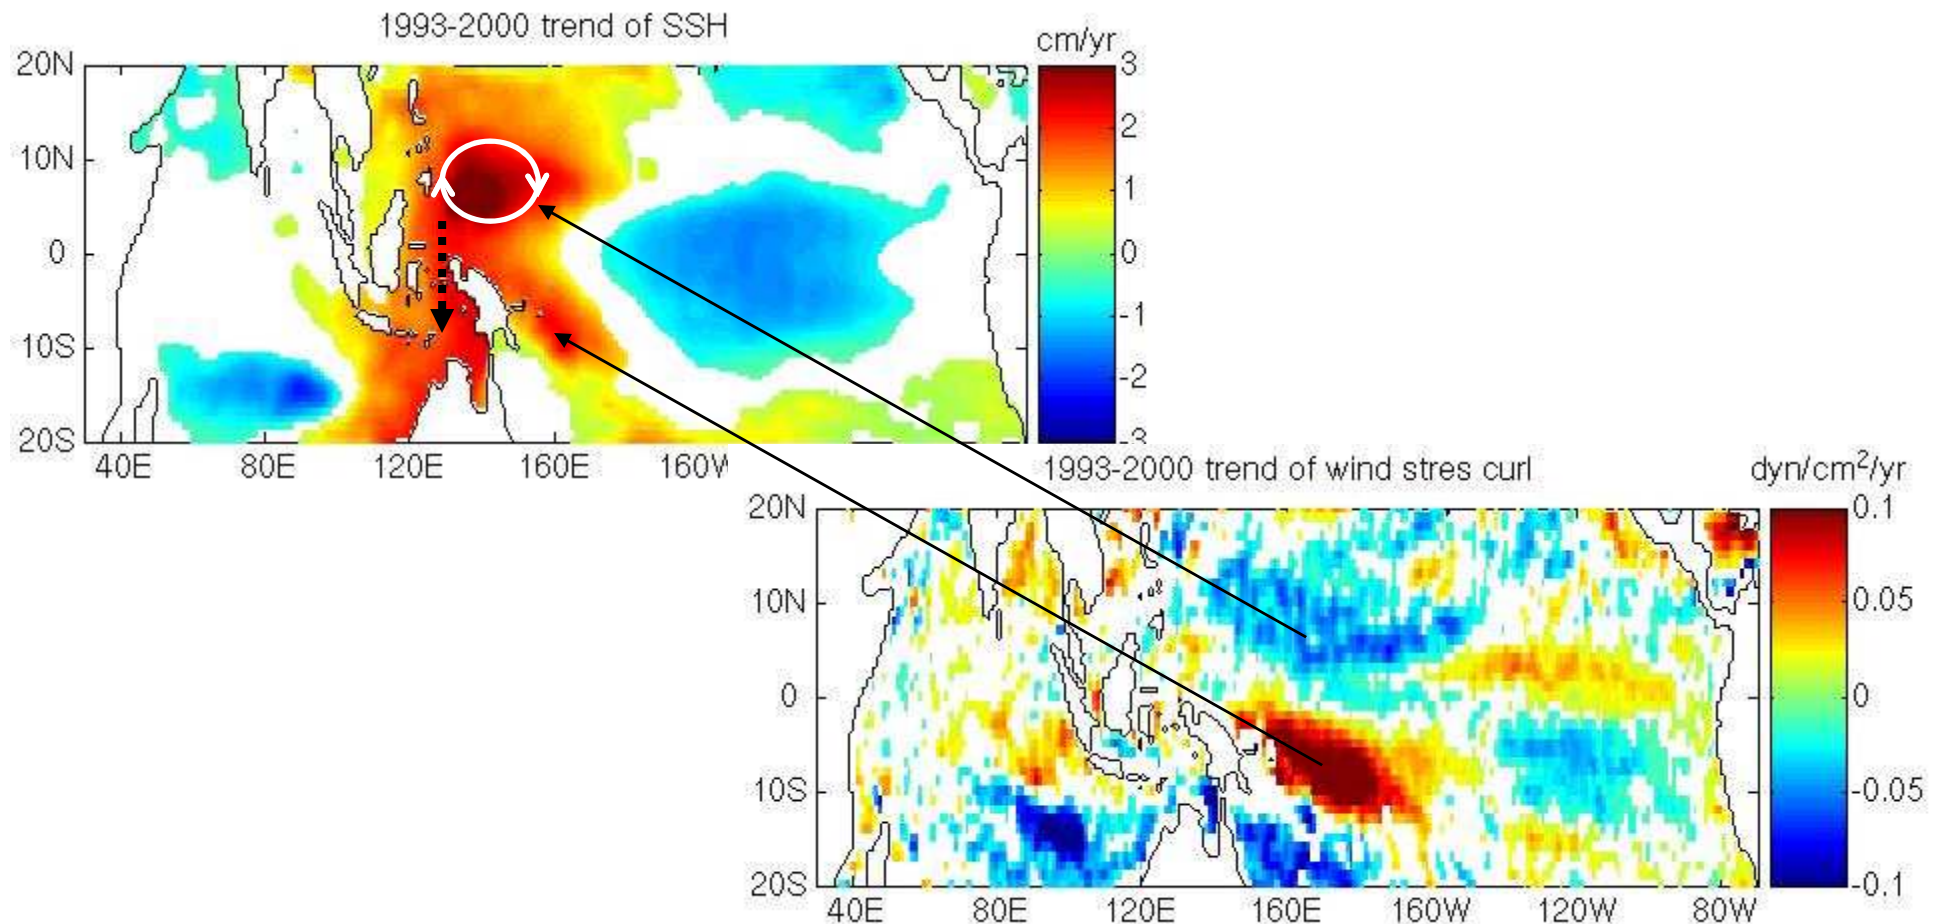 1993-2000 trend of SSH
cm/yr
20N
10N
0
10S
20S
40E 80E 120E 160E 160W
3
2
1
0
-1
-2
-3
1993-2000 trend of wind stres curl
dyn/cm²/yr
20N
10N
0
10S
20S
40E 80E 120E 160E 160W 120W 80W
0.1
0.05
0
-0.05
-0.1